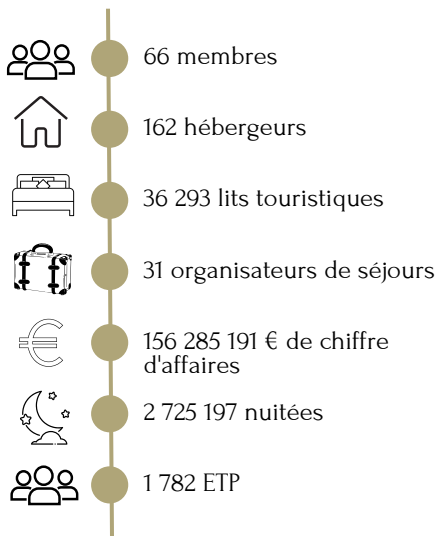 66 membres
162 hébergeurs
36 293 lits touristiques
31 organisateurs de séjours
156 285 191 € de chiffre
d'affaires
2 725 197 nuitées
1 782 ETP